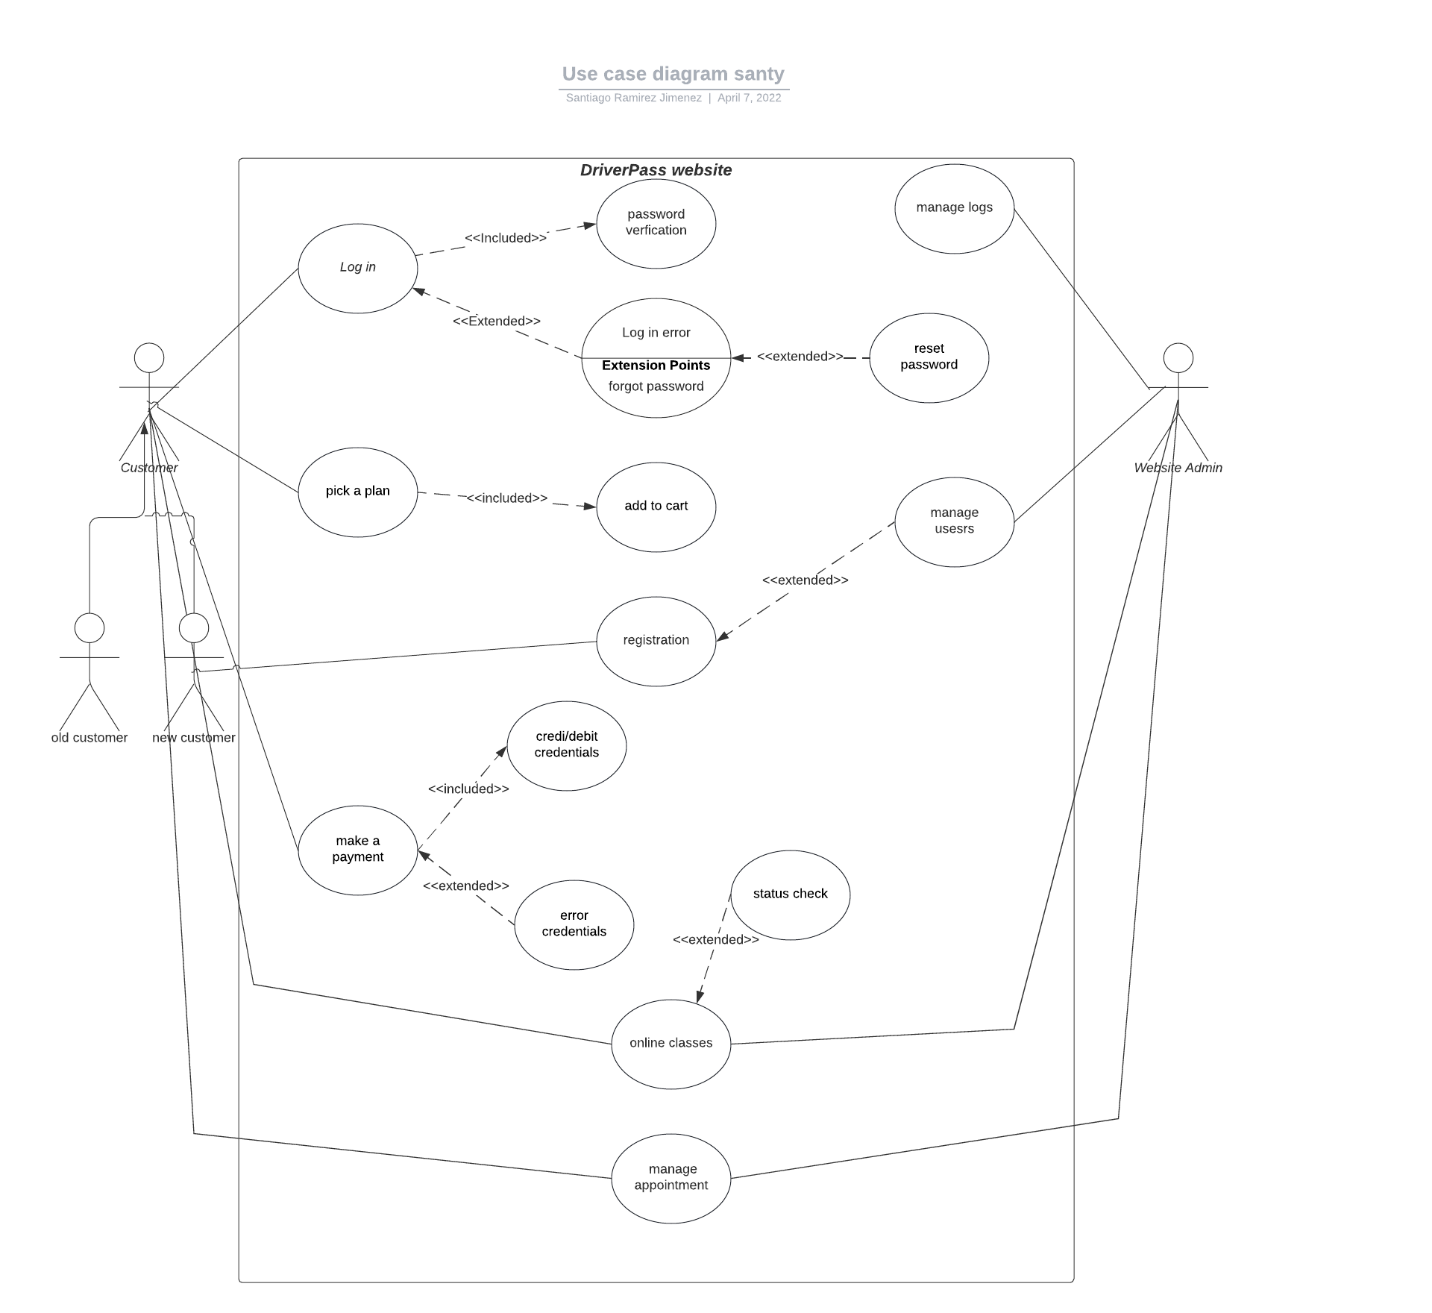 Use case diagram santy
Santiago Ramirez Jimenez | April 7, 2022
DriverPass website
password
verfication
manage logs
<<Included>>
Log in
<<Extended>>
Log in error
Extension Points
forgot password
<<extended>>
reset
password
Customer
Website Admin
pick a plan
<<included>>
add to cart
manage
usesrs
<<extended>>
registration
old customer
new customer
credi/debit
credentials
<<included>>
make a
payment
<<extended>>
error
credentials
status check
<<extended>>
online classes
manage
appointment